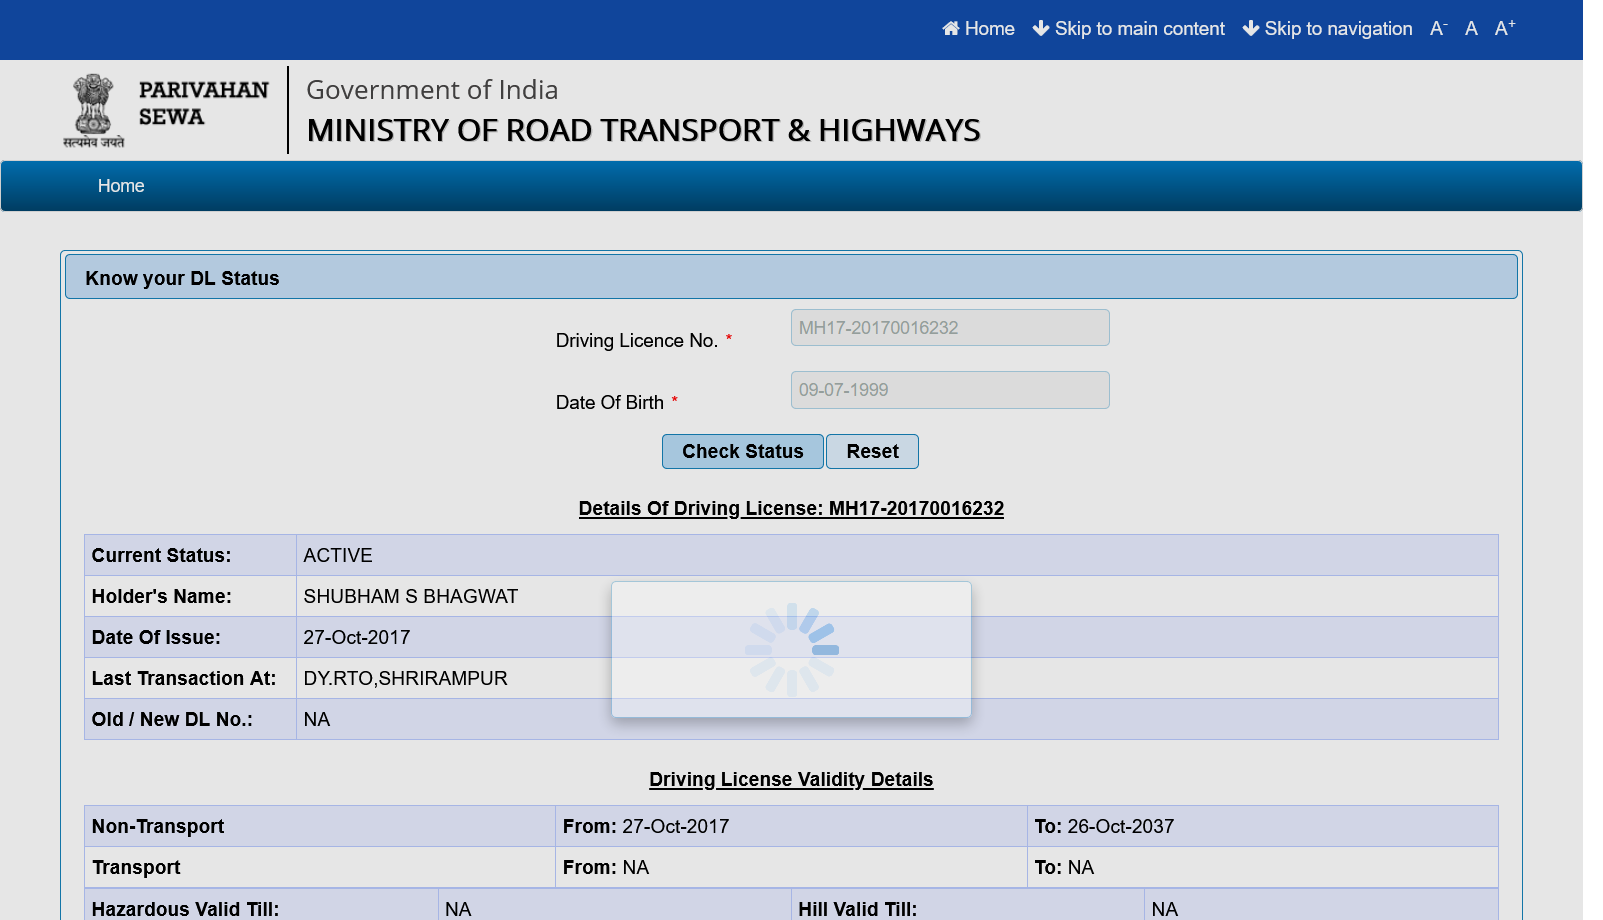 Home Skip to main content Skip to navigation A- A A+
PARIVAHAN
SEWA
सत्यमेव जयते
Government of India
MINISTRY OF ROAD TRANSPORT & HIGHWAYS
Home
Know your DL Status
Driving Licence No. * MH17-20170016232
Date Of Birth * 09-07-1999
Check Status Reset
Details Of Driving License: MH17-20170016232
Current Status: ACTIVE
Holder's Name: SHUBHAM S BHAGWAT
Date Of Issue: 27-Oct-2017
Last Transaction At: DY.RTO,SHRIRAMPUR
Old / New DL No.: NA
Driving License Validity Details
Non-Transport From: 27-Oct-2017 To: 26-Oct-2037
Transport From: NA To: NA
Hazardous Valid Till: NA Hill Valid Till: NA